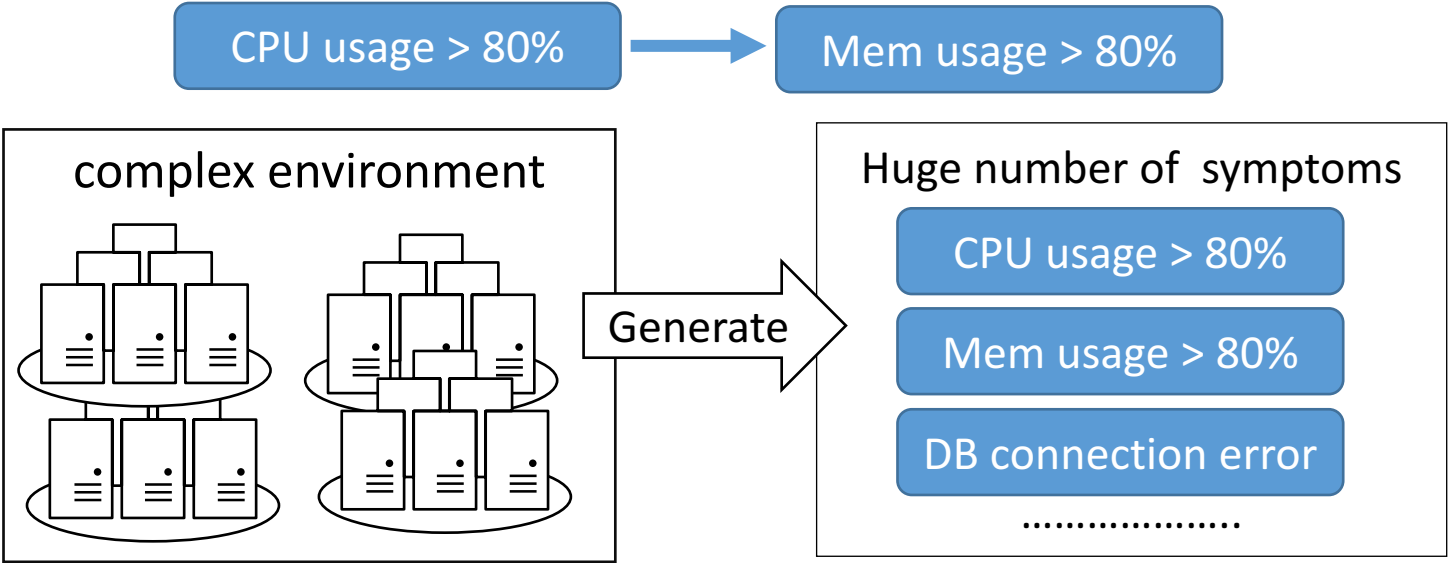 CPU usage > 80%
Mem usage > 80%
complex environment
Generate
Huge number of symptoms
CPU usage > 80%
Mem usage > 80%
DB connection error
………………..